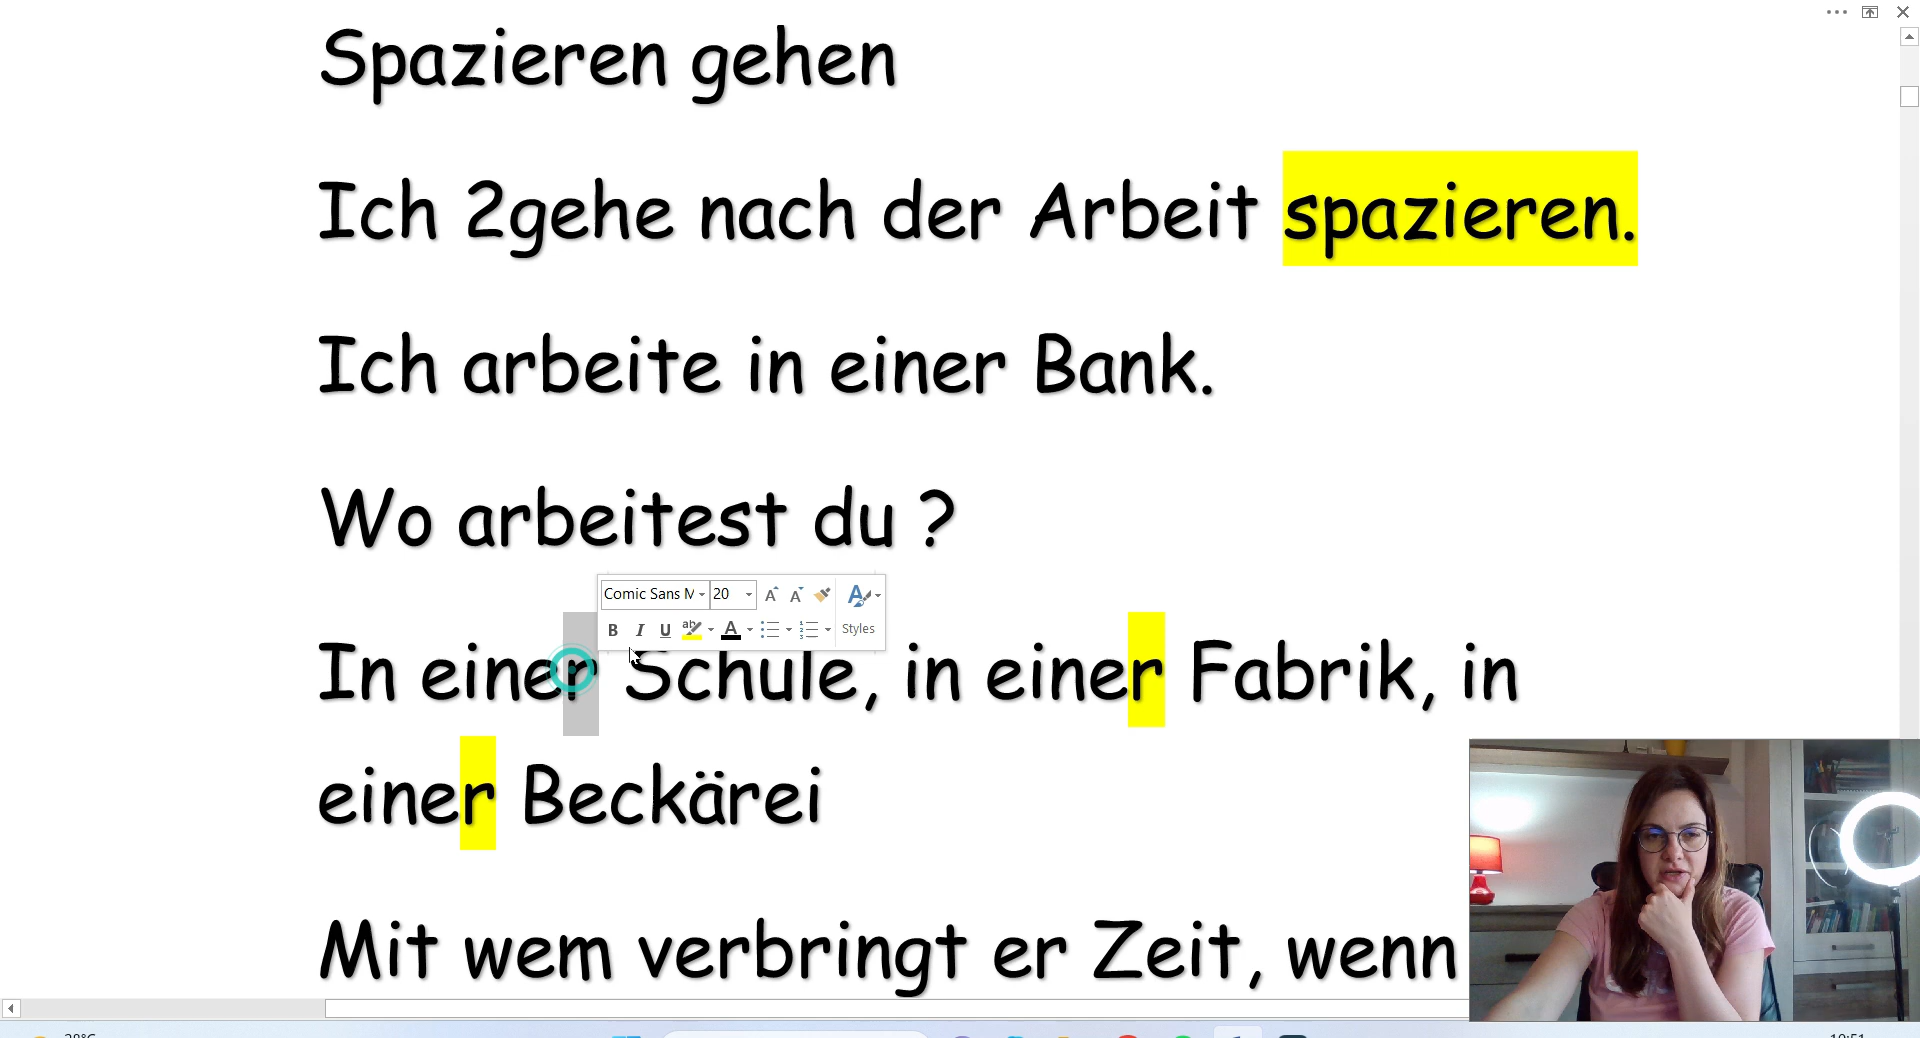 Spazieren gehen
Ich 2gehe nach der Arbeit spazieren.
Ich arbeite in einer Bank.
Wo arbeitest du ?
Comic Sans M 20
B I U ab A Styles
In einer Schule, in einer Fabrik, in
einer Beckärei
Mit wem verbringt er Zeit, wenn